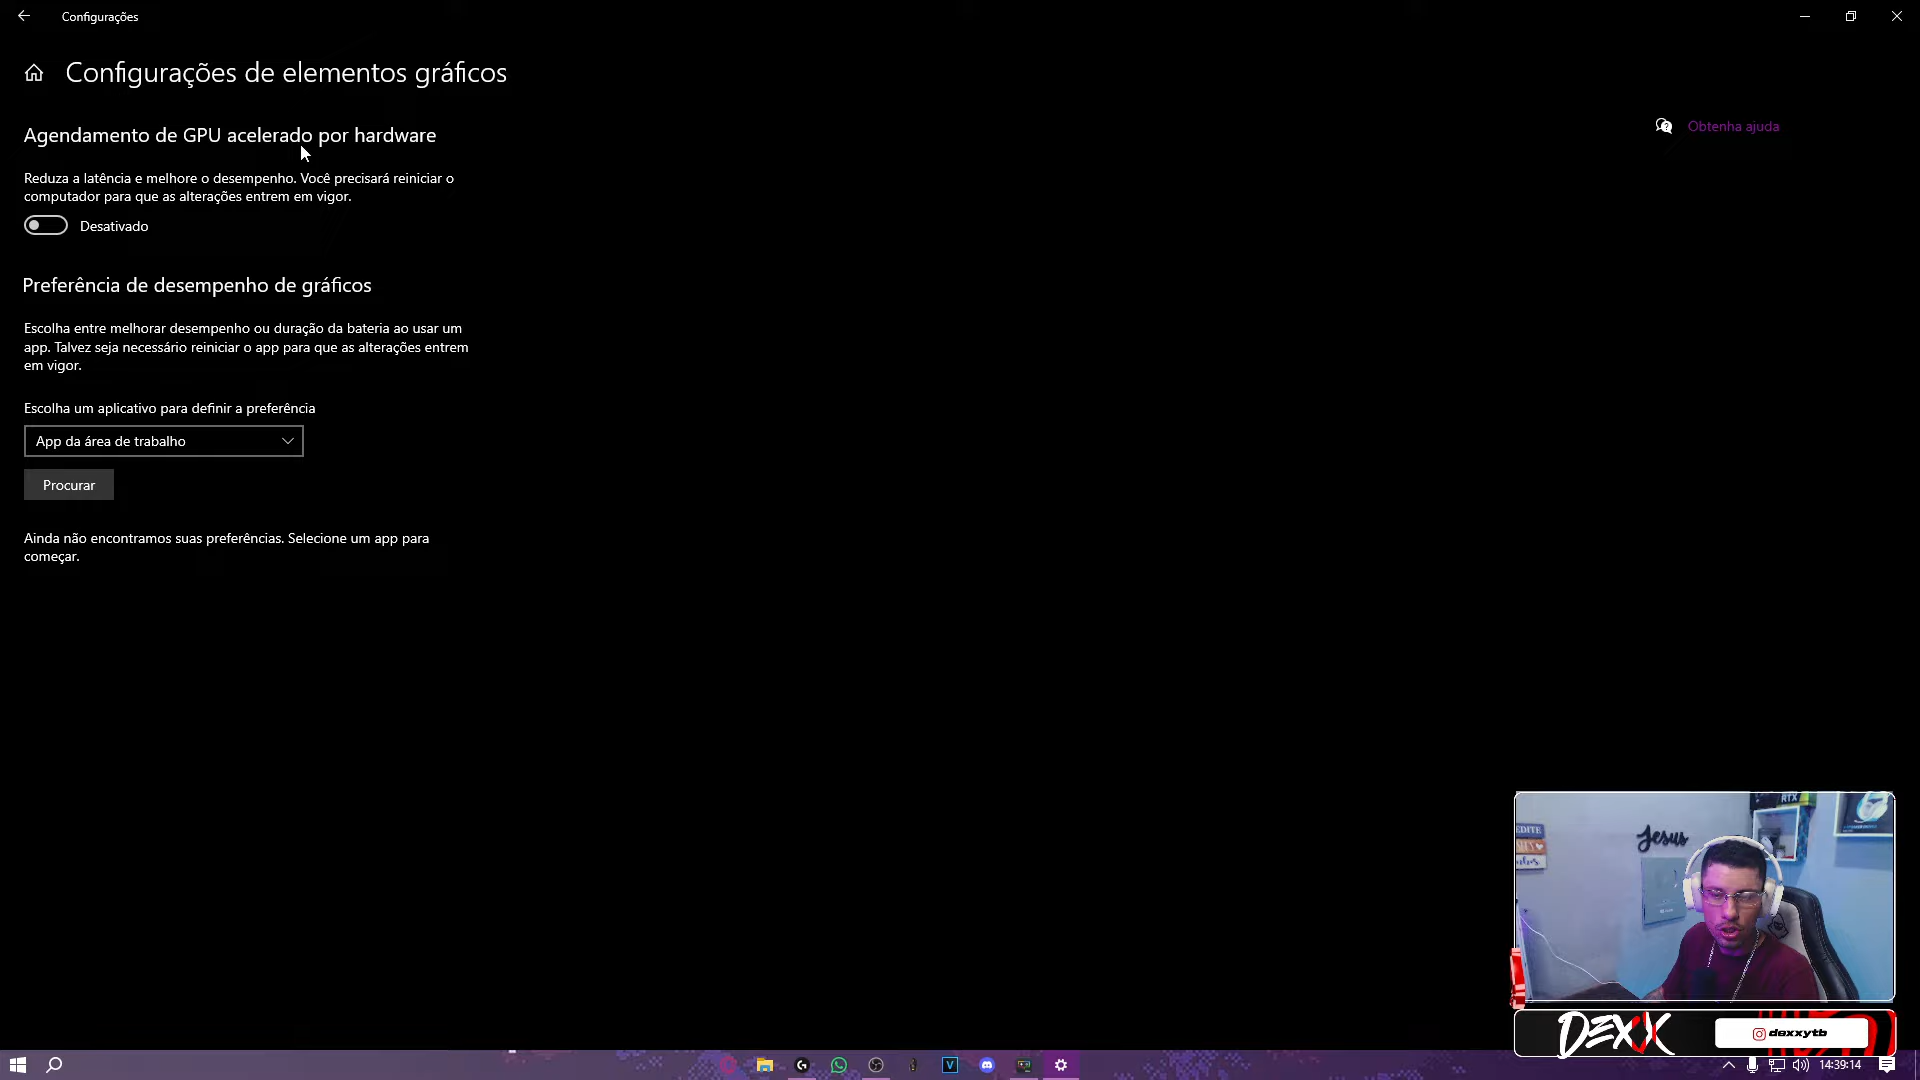 Configurações
Configurações de elementos gráficos
Agendamento de GPU acelerado por hardware
Obtenha ajuda
Reduza a latência e melhore o desempenho. Você precisará reiniciar o
computador para que as alterações entrem em vigor.
Desativado
Preferência de desempenho de gráficos
Escolha entre melhorar desempenho ou duração da bateria ao usar um
app. Talvez seja necessário reiniciar o app para que as alterações entrem
em vigor.
Escolha um aplicativo para definir a preferência
App da área de trabalho
Procurar
Ainda não encontramos suas preferências. Selecione um app para
começar.
RTX
Jesus
DEXX
dexxytb
14:39:14